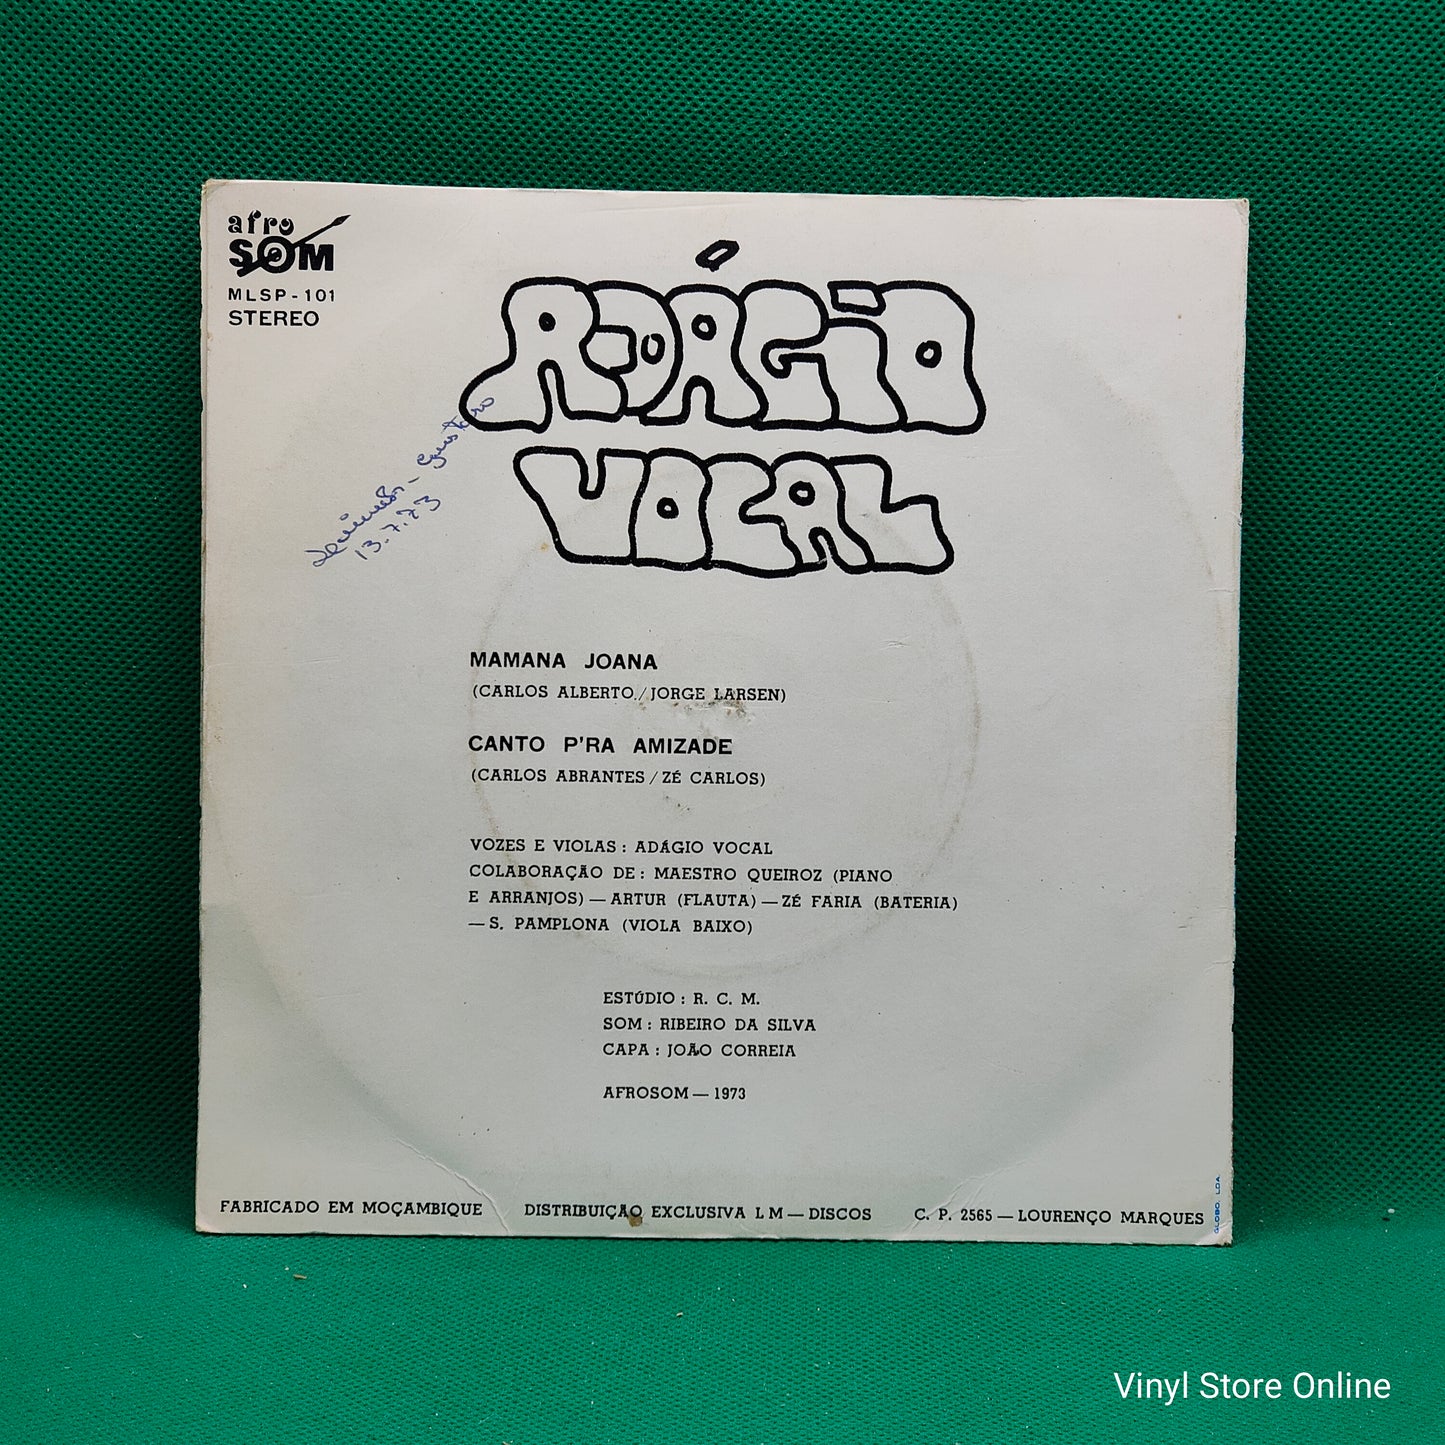 afro
SOM
MLSP-101
STEREO
ADÁGIO
VOCAL
13.7.73
MAMANA JOANA
(CARLOS ALBERTO/JORGE LARSEN)
CANTO P'RA AMIZADE
(CARLOS ABRANTES/ZÉ CARLOS)
VOZES E VIOLAS: ADÁGIO VOCAL
COLABORAÇÃO DE: MAESTRO QUEIROZ (PIANO
E ARRANJOS) — ARTUR (FLAUTA) — ZÉ FARIA (BATERIA)
— S. PAMPLONA (VIOLA BAIXO)
ESTÚDIO: R. C. M.
SOM: RIBEIRO DA SILVA
CAPA: JOÃO CORREIA
AFROSOM — 1973
FABRICADO EM MOÇAMBIQUE DISTRIBUIÇÃO EXCLUSIVA L M — DISCOS C. P. 2565 — LOURENÇO MARQUES
GLOBO, LDA.
Vinyl Store Online